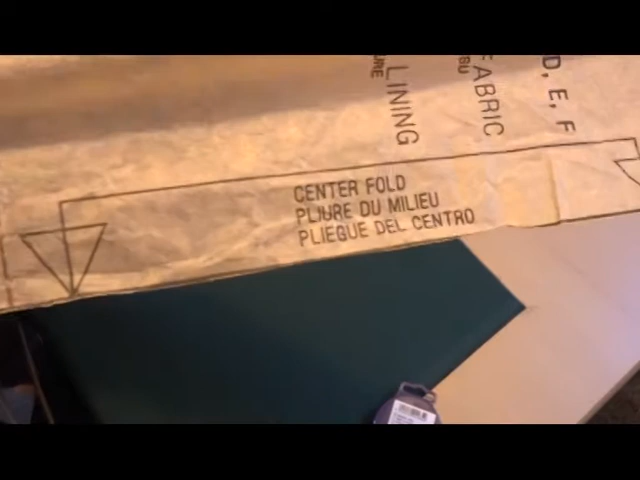 CENTER FOLD
PLIURE DU MILIEU
PLIEGUE DEL CENTRO
LINING
FABRIC
D, E, F